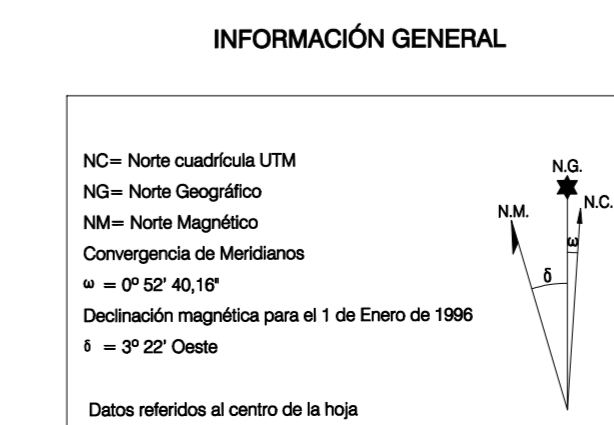 INFORMACIÓN GENERAL
NC= Norte cuadrícula UTM
NG= Norte Geográfico
NM= Norte Magnético
Convergencia de Meridianos
ω = 0º 52' 40,16"
Declinación magnética para el 1 de Enero de 1996
δ = 3º 22' Oeste
Datos referidos al centro de la hoja
N.G.
N.M.
N.C.
ω
δ